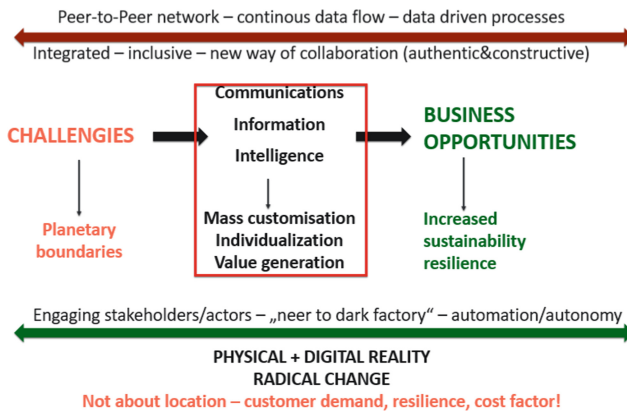 Peer-to-Peer network – continous data flow – data driven processes
Integrated – inclusive – new way of collaboration (authentic&constructive)
CHALLENGIES
Planetary
boundaries
Communications
Information
Intelligence
Mass customisation
Individualization
Value generation
BUSINESS
OPPORTUNITIES
Increased
sustainability
resilience
Engaging stakeholders/actors – „neer to dark factory“ – automation/autonomy
PHYSICAL + DIGITAL REALITY
RADICAL CHANGE
Not about location – customer demand, resilience, cost factor!